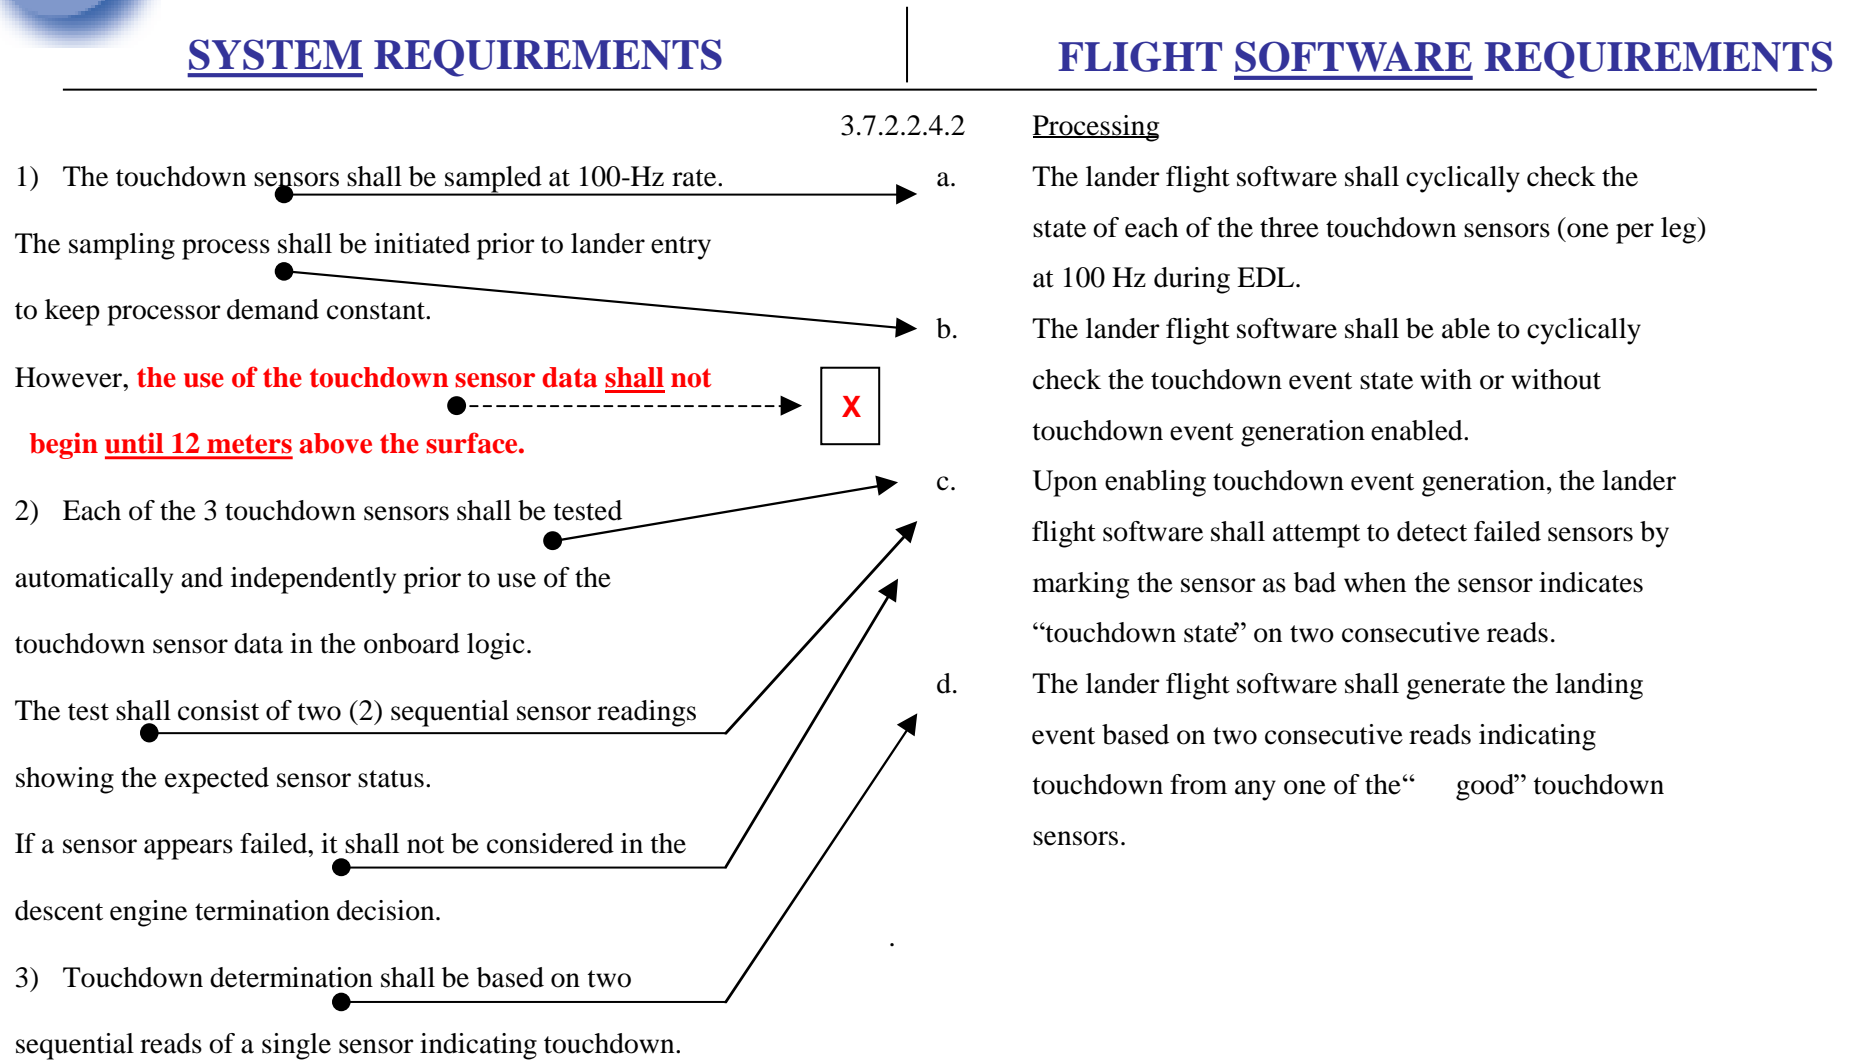 SYSTEM REQUIREMENTS
1) The touchdown sensors shall be sampled at 100-Hz rate.
The sampling process shall be initiated prior to lander entry
to keep processor demand constant.
However, the use of the touchdown sensor data shall not
begin until 12 meters above the surface.
X
2) Each of the 3 touchdown sensors shall be tested
automatically and independently prior to use of the
touchdown sensor data in the onboard logic.
The test shall consist of two (2) sequential sensor readings
showing the expected sensor status.
If a sensor appears failed, it shall not be considered in the
descent engine termination decision.
3) Touchdown determination shall be based on two
sequential reads of a single sensor indicating touchdown.
FLIGHT SOFTWARE REQUIREMENTS
3.7.2.2.4.2 Processing
a. The lander flight software shall cyclically check the
state of each of the three touchdown sensors (one per leg)
at 100 Hz during EDL.
b. The lander flight software shall be able to cyclically
check the touchdown event state with or without
touchdown event generation enabled.
c. Upon enabling touchdown event generation, the lander
flight software shall attempt to detect failed sensors by
marking the sensor as bad when the sensor indicates
“touchdown state” on two consecutive reads.
d. The lander flight software shall generate the landing
event based on two consecutive reads indicating
touchdown from any one of the“ good” touchdown
sensors.
.